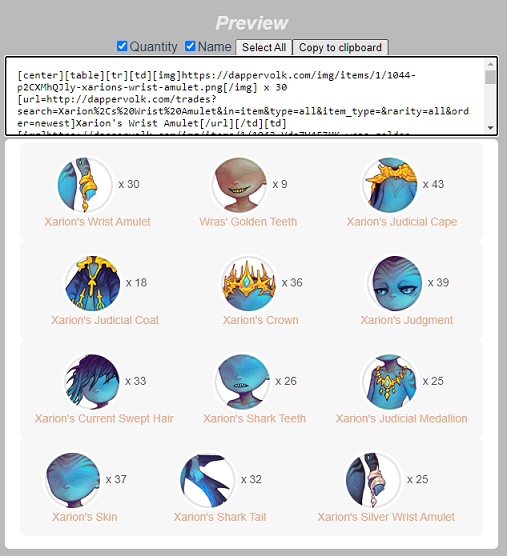 Preview
Quantity Name Select All Copy to clipboard
[center][table][tr][td][img]https://dappervolk.com/img/items/1/1044-
p2CXMhQJly-xarions-wrist-amulet.png[/img] x 30
[url=http://dappervolk.com/trades?
search=Xarion%2Cs%20Wrist%20Amulet&in=item&type=all&item_type=&rarity=all&ord
er=newest]Xarion's Wrist Amulet[/url][/td][td]
x 30 x 9 x 43
Xarion's Wrist Amulet Wras' Golden Teeth Xarion's Judicial Cape
x 18 x 36 x 39
Xarion's Judicial Coat Xarion's Crown Xarion's Judgment
x 33 x 26 x 25
Xarion's Current Swept Hair Xarion's Shark Teeth Xarion's Judicial Medallion
x 37 x 32 x 25
Xarion's Skin Xarion's Shark Tail Xarion's Silver Wrist Amulet